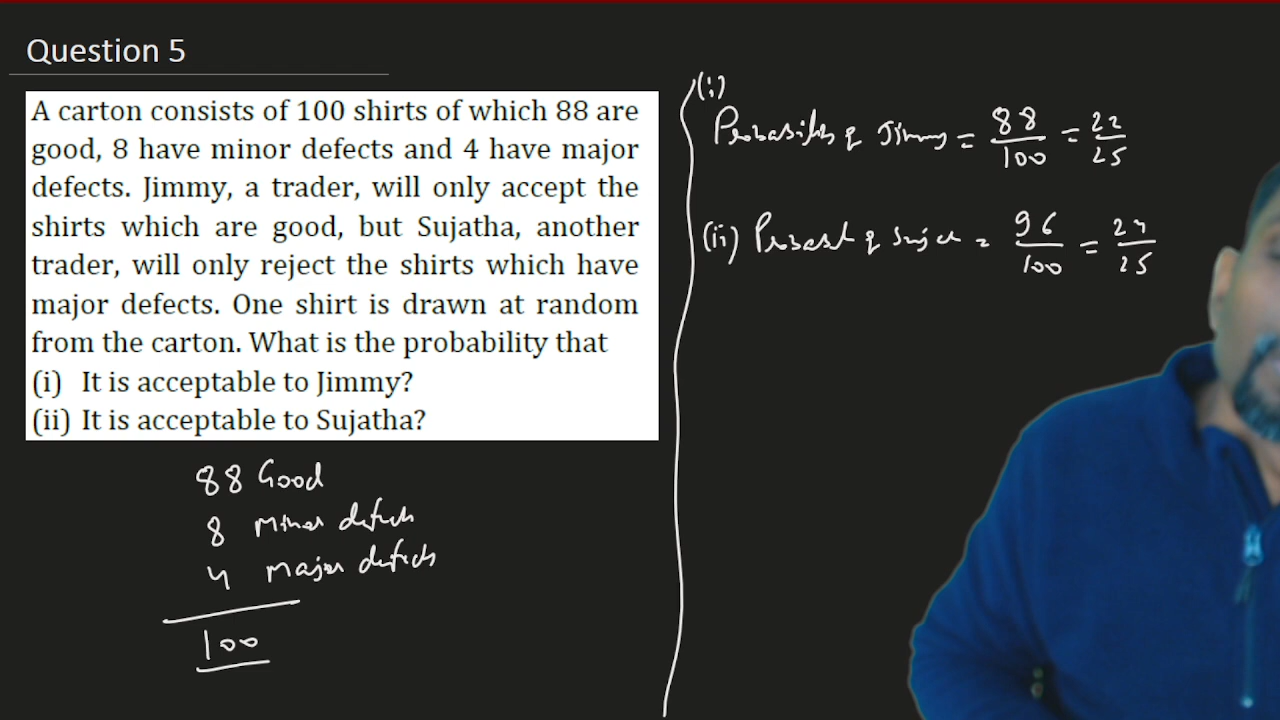 Question 5
A carton consists of 100 shirts of which 88 are
good, 8 have minor defects and 4 have major
defects. Jimmy, a trader, will only accept the
shirts which are good, but Sujatha, another
trader, will only reject the shirts which have
major defects. One shirt is drawn at random
from the carton. What is the probability that
(i) It is acceptable to Jimmy?
(ii) It is acceptable to Sujatha?
88 Good
8 Minor defects
4 Major defects
100
(i)
Probability of Jimmy = 88/100 = 22/25
(ii) = 96/100 = 24/25